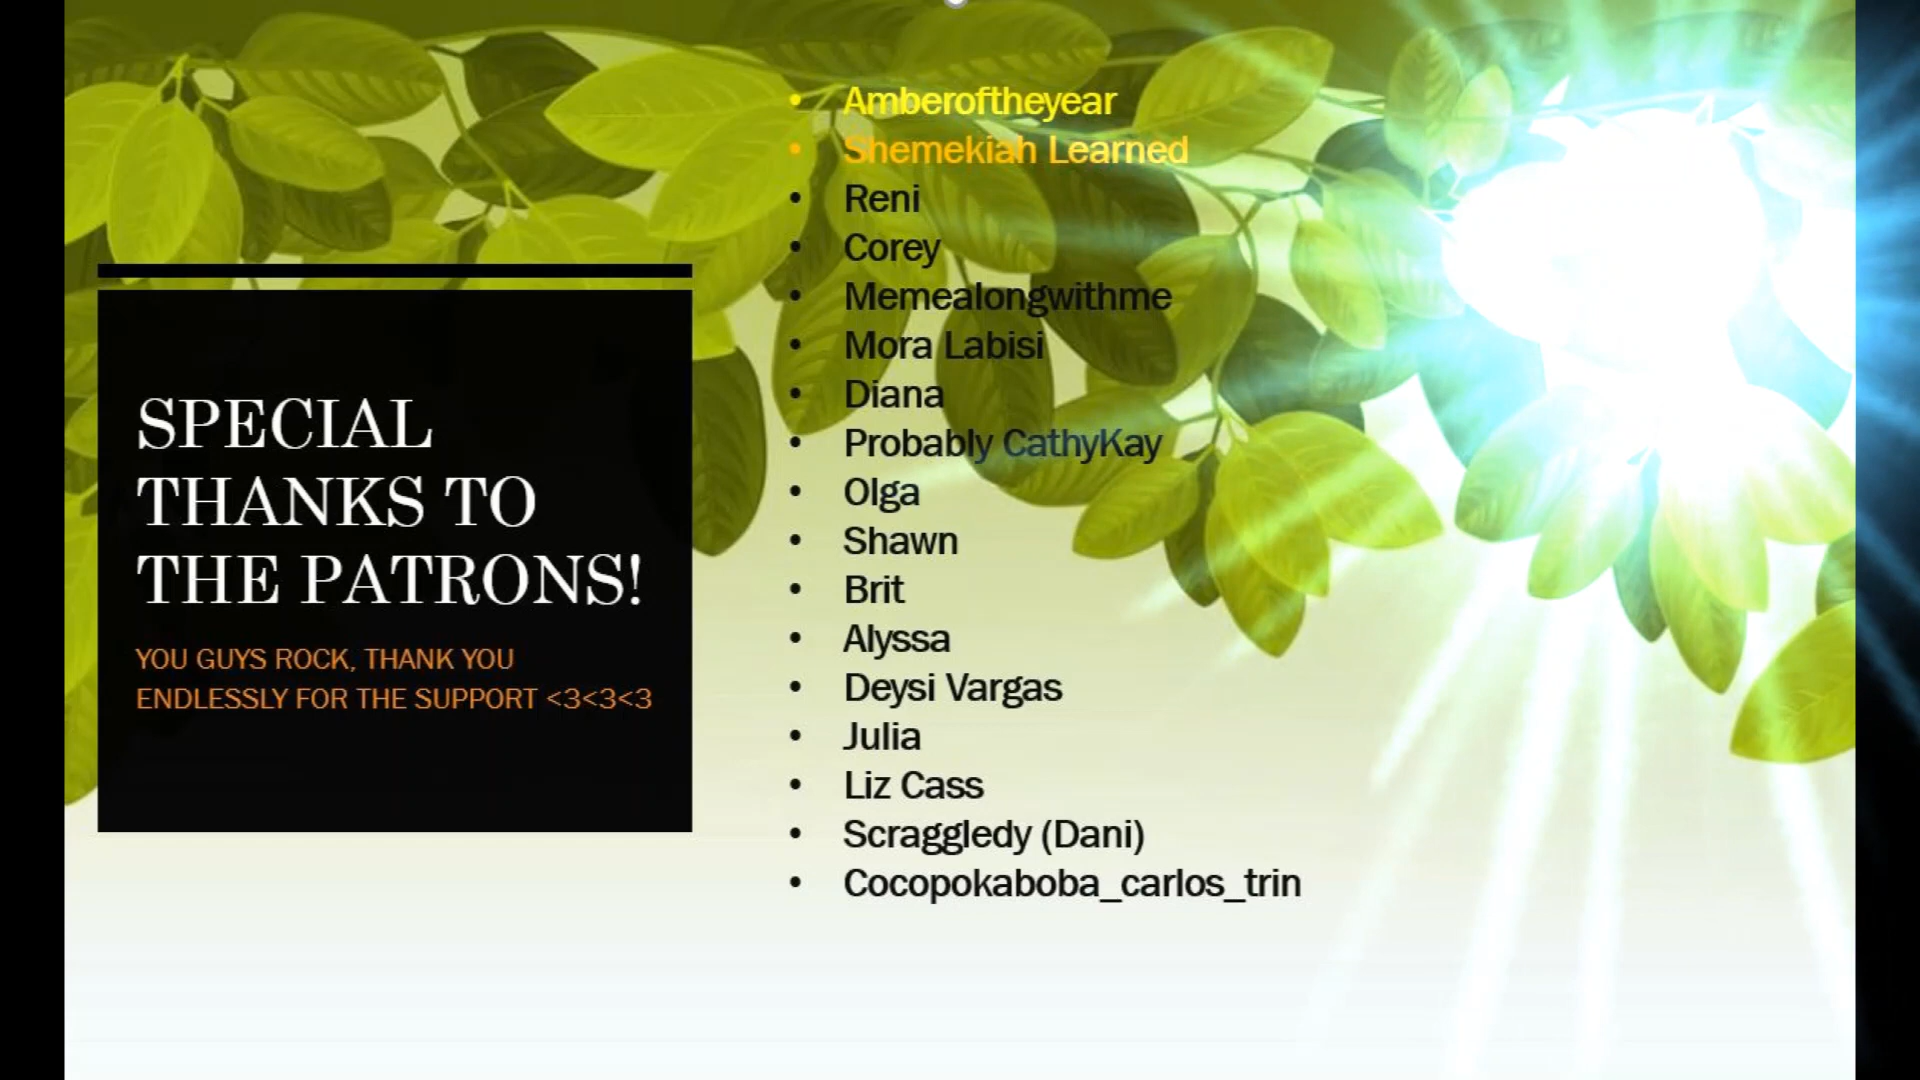 SPECIAL
THANKS TO
THE PATRONS!
YOU GUYS ROCK, THANK YOU
ENDLESSLY FOR THE SUPPORT <3<3<3
• Amberoftheyear
• Shemekiah Learned
• Reni
• Corey
• Memealongwithme
• Mora Labisi
• Diana
• Probably CathyKay
• Olga
• Shawn
• Brit
• Alyssa
• Deysi Vargas
• Julia
• Liz Cass
• Scraggledy (Dani)
• Cocopokaboba_carlos_trin